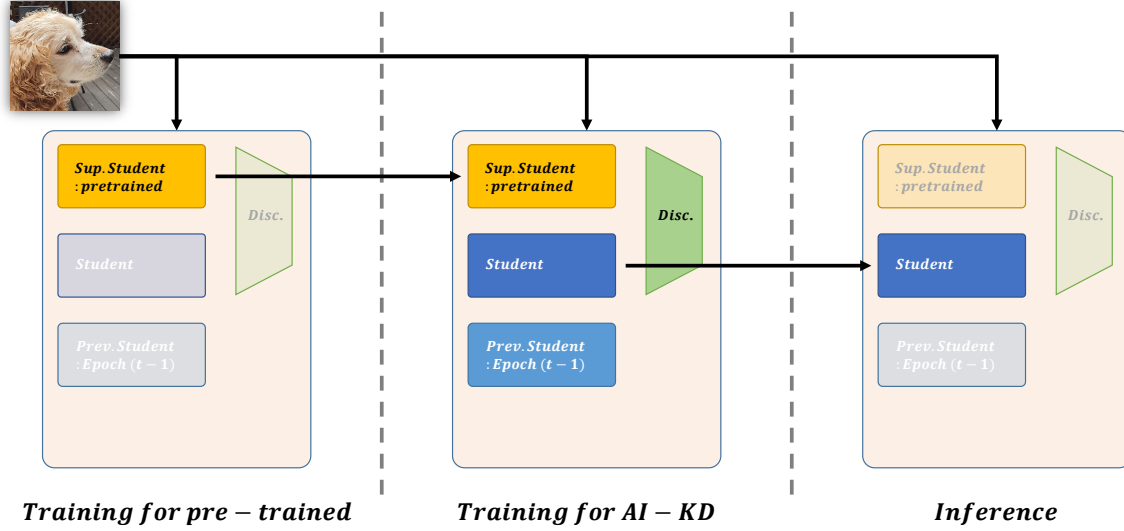 Sup. Student
: pretrained
Disc.
Student
Prev. Student
: Epoch (t − 1)
Training for pre − trained
Sup. Student
: pretrained
Disc.
Student
Prev. Student
: Epoch (t − 1)
Training for AI − KD
Sup. Student
: pretrained
Disc.
Student
Prev. Student
: Epoch (t − 1)
Inference